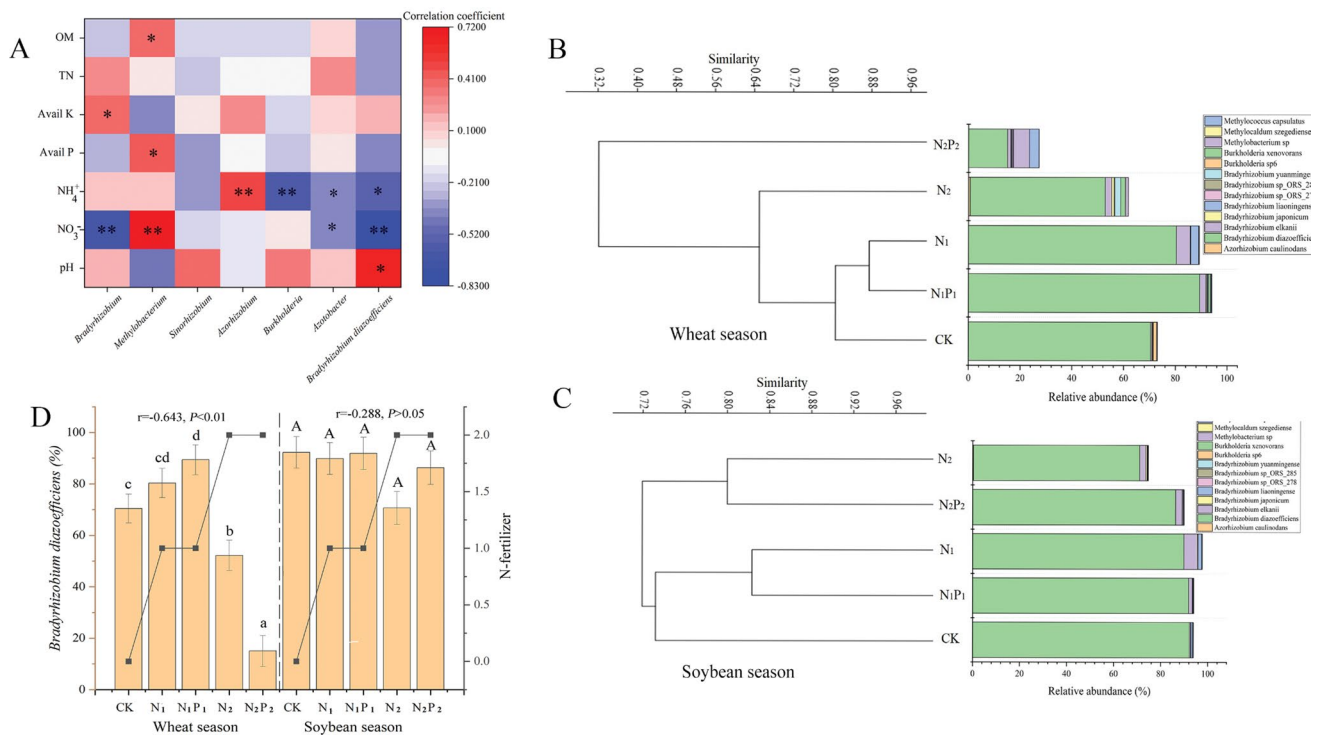 A
Correlation coefficient
0.7200
0.4100
0.1000
-0.2100
-0.5200
-0.8300
OM
TN
Avail K
Avail P
NH4+
NO3-
pH
*
*
*
** ** * *
** ** * **
*
Bradyrhizobium
Methylobacterium
Sinorhizobium
Azorhizobium
Burkholderia
Azotobacter
Bradyrhizobium diazoefficiens
B
Similarity
0.32 0.40 0.48 0.56 0.64 0.72 0.80 0.88 0.96
N2P2
N2
N1
N1P1
CK
Wheat season
0 20 40 60 80 100
Relative abundance (%)
Methylococcus capsulatus
Methylocaldum szegediense
Methylobacterium sp
Burkholderia xenovorans
Burkholderia sp6
Bradyrhizobium yuanminge
Bradyrhizobium sp_ORS_28
Bradyrhizobium sp_ORS_27
Bradyrhizobium liaoningens
Bradyrhizobium japonicum
Bradyrhizobium elkanii
Bradyrhizobium diazoefficie
Azorhizobium caulinodans
C
Similarity
0.72 0.76 0.80 0.84 0.88 0.92 0.96
N2
N2P2
N1
N1P1
CK
Soybean season
0 20 40 60 80 100
Relative abundance (%)
Methylocaldum szegediense
Methylobacterium sp
Burkholderia xenovorans
Burkholderia sp6
Bradyrhizobium yuanmingense
Bradyrhizobium sp_ORS_285
Bradyrhizobium sp_ORS_278
Bradyrhizobium liaoningense
Bradyrhizobium japonicum
Bradyrhizobium elkanii
Bradyrhizobium diazoefficiens
Azorhizobium caulinodans
D
r=-0.643, P<0.01
r=-0.288, P>0.05
Bradyrhizobium diazoefficiens (%)
100
80
60
40
20
0
c cd d b a A A A A A
2.0
1.5
1.0
0.5
0.0
N-fertilizer
CK N1 N1P1 N2 N2P2 CK N1 N1P1 N2 N2P2
Wheat season
Soybean season